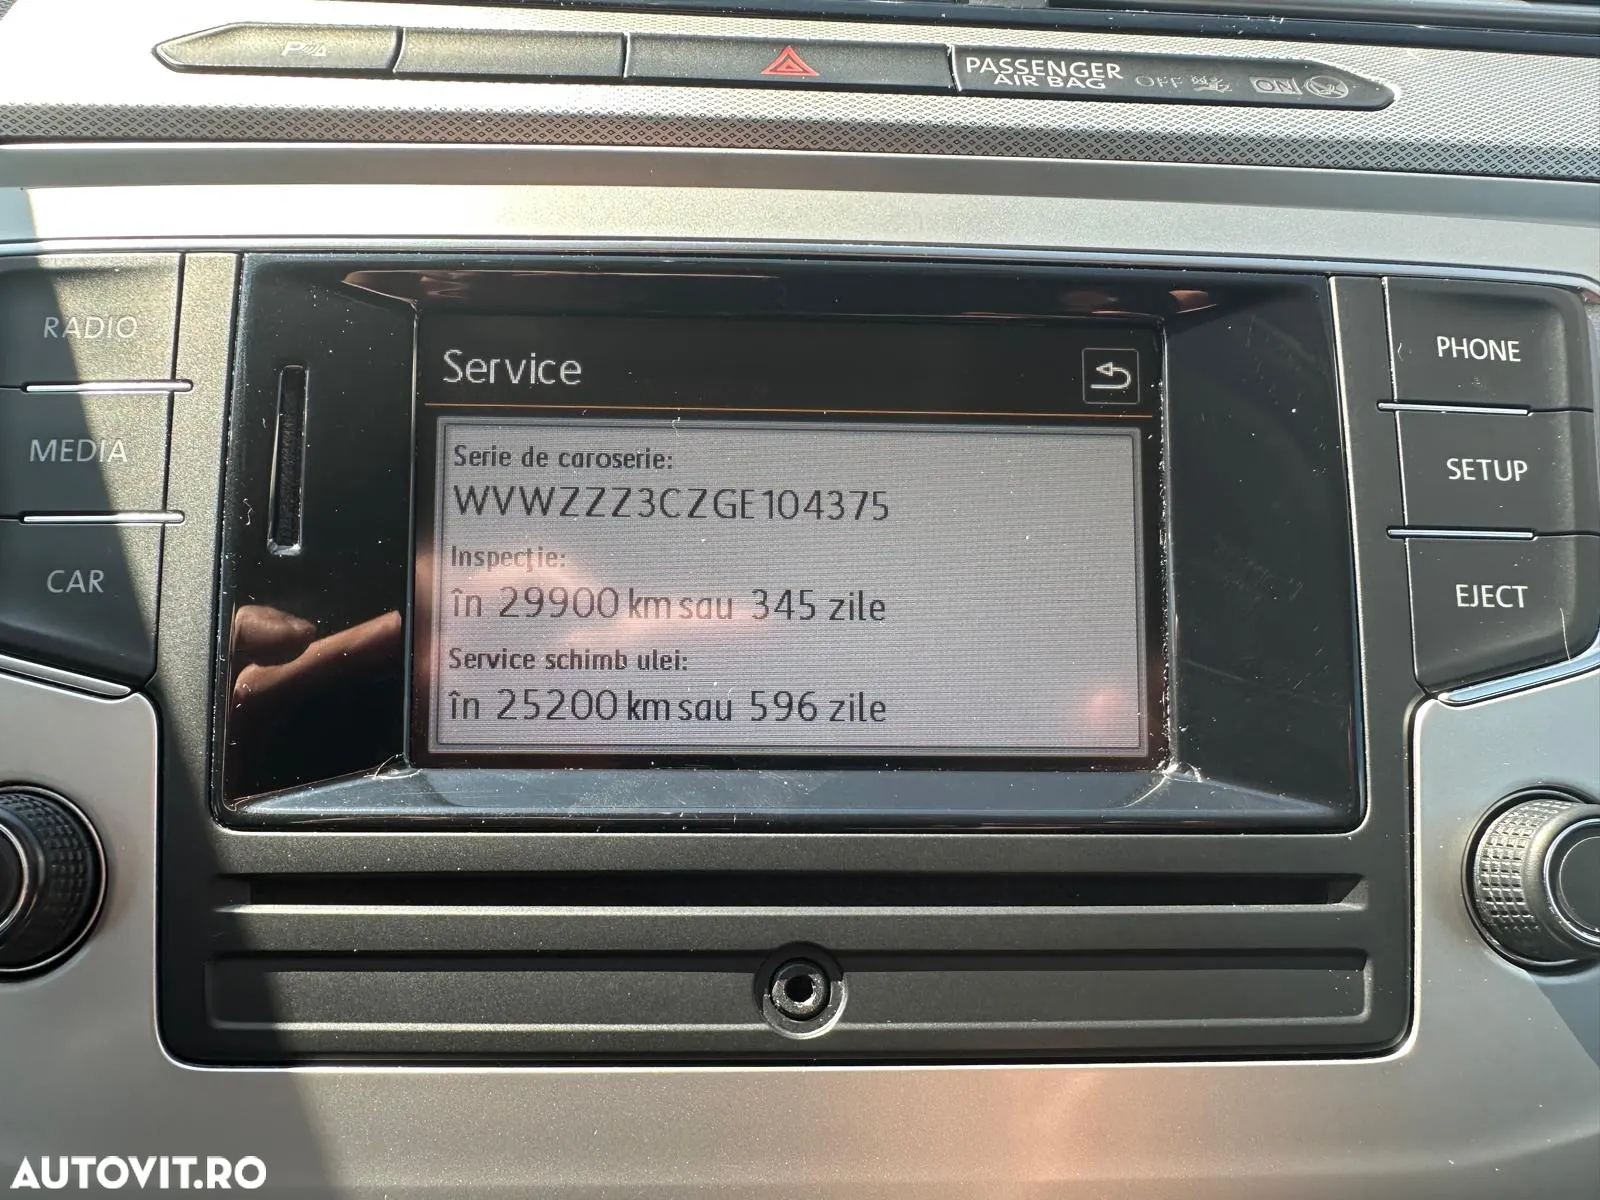 PASSENGER
AIR BAG OFF ON
RADIO
MEDIA
CAR
PHONE
SETUP
EJECT
Service
Serie de caroserie:
WVWZZZ3CZGE104375
Inspecție:
în 29900 km sau 345 zile
Service schimb ulei:
în 25200 km sau 596 zile
AUTOVIT.RO